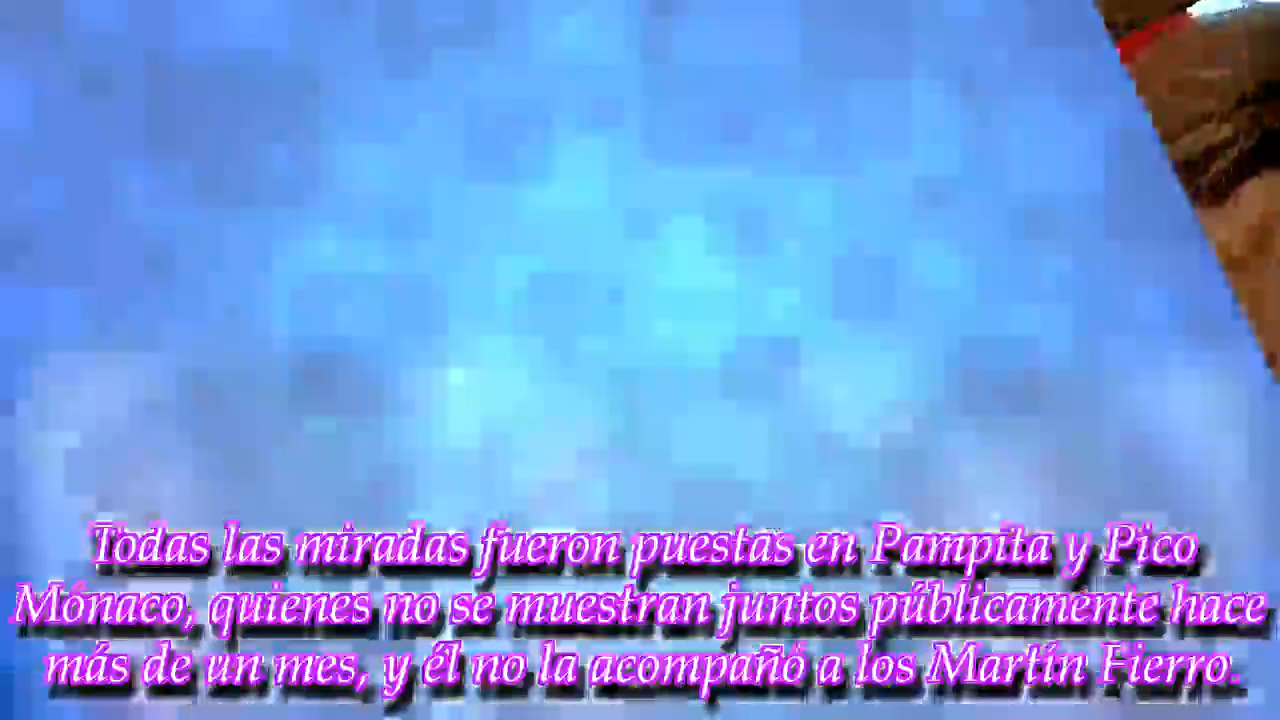 Todas las miradas fueron puestas en Pampita y Pico
Mónaco, quienes no se muestran juntos públicamente hace
más de un mes, y él no la acompañó a los Martín Fierro.